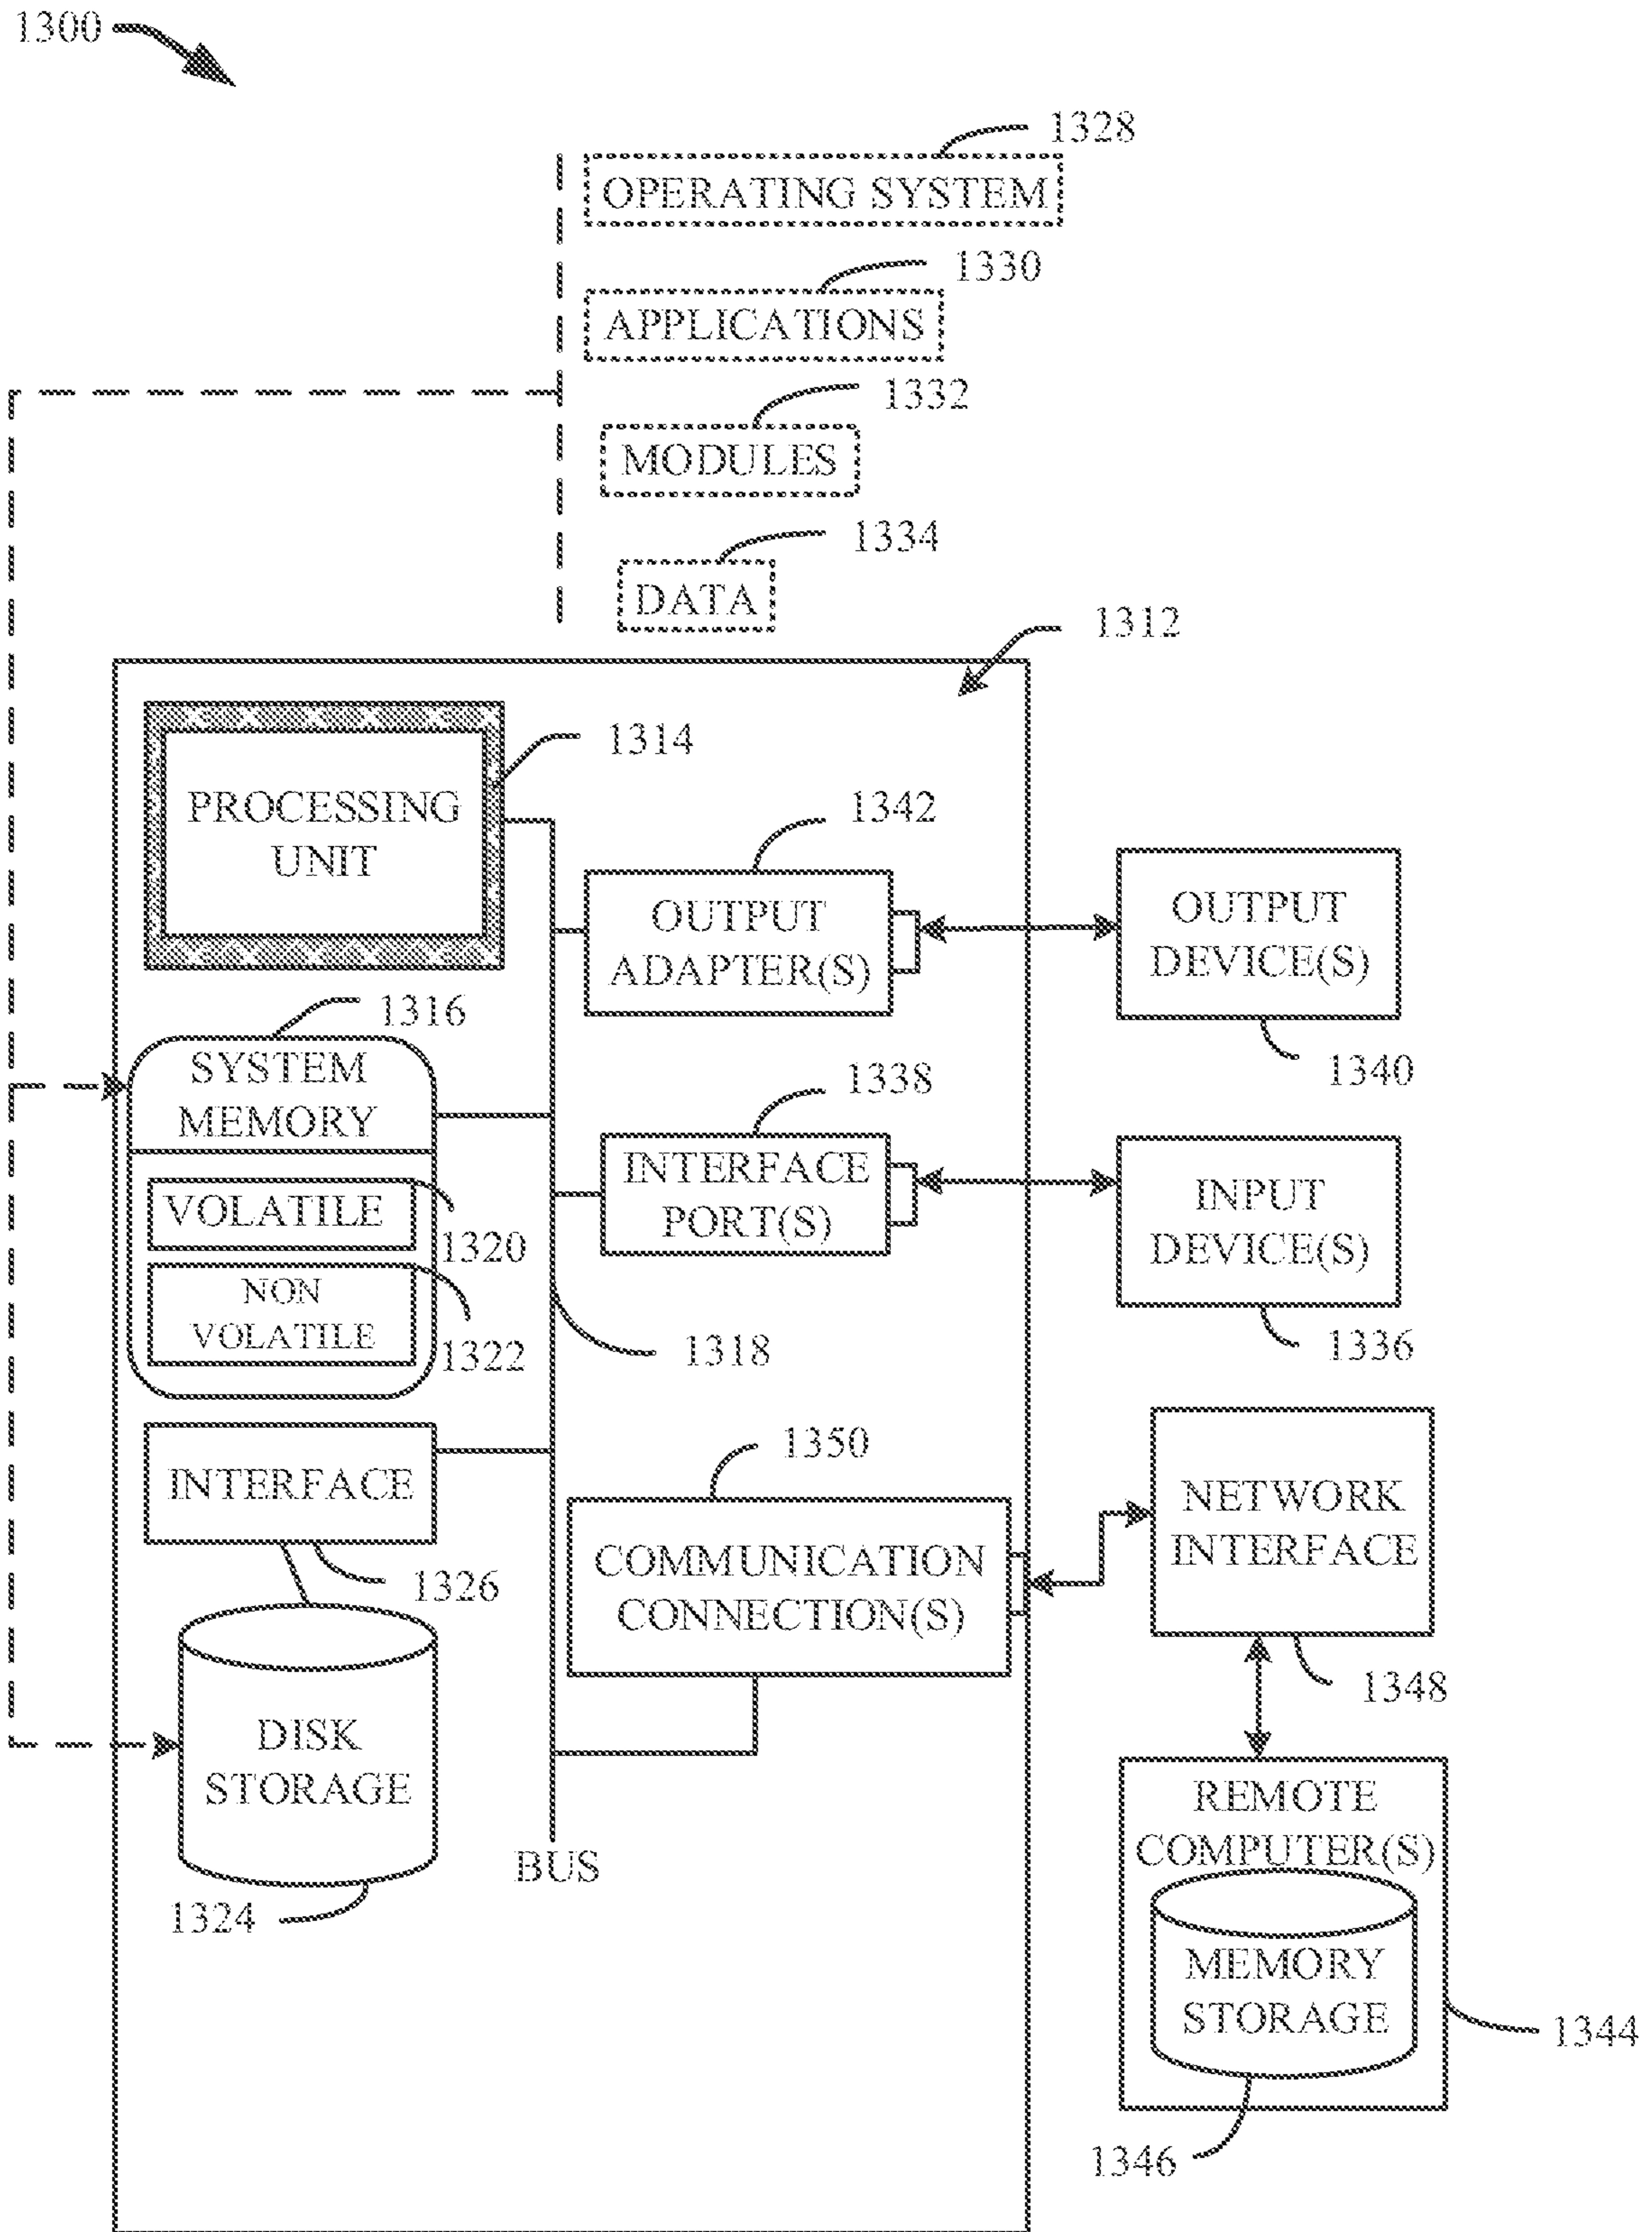 1300
1328
OPERATING SYSTEM
1330
APPLICATIONS
1332
MODULES
1334
DATA
1312
1314
PROCESSING
UNIT
1342
OUTPUT
ADAPTER(S)
OUTPUT
DEVICE(S)
1340
1316
SYSTEM
MEMORY
VOLATILE
1320
NON
VOLATILE
1322
1338
INTERFACE
PORT(S)
INPUT
DEVICE(S)
1336
1318
INTERFACE
1326
1350
COMMUNICATION
CONNECTION(S)
NETWORK
INTERFACE
1348
DISK
STORAGE
1324
BUS
REMOTE
COMPUTER(S)
MEMORY
STORAGE
1344
1346